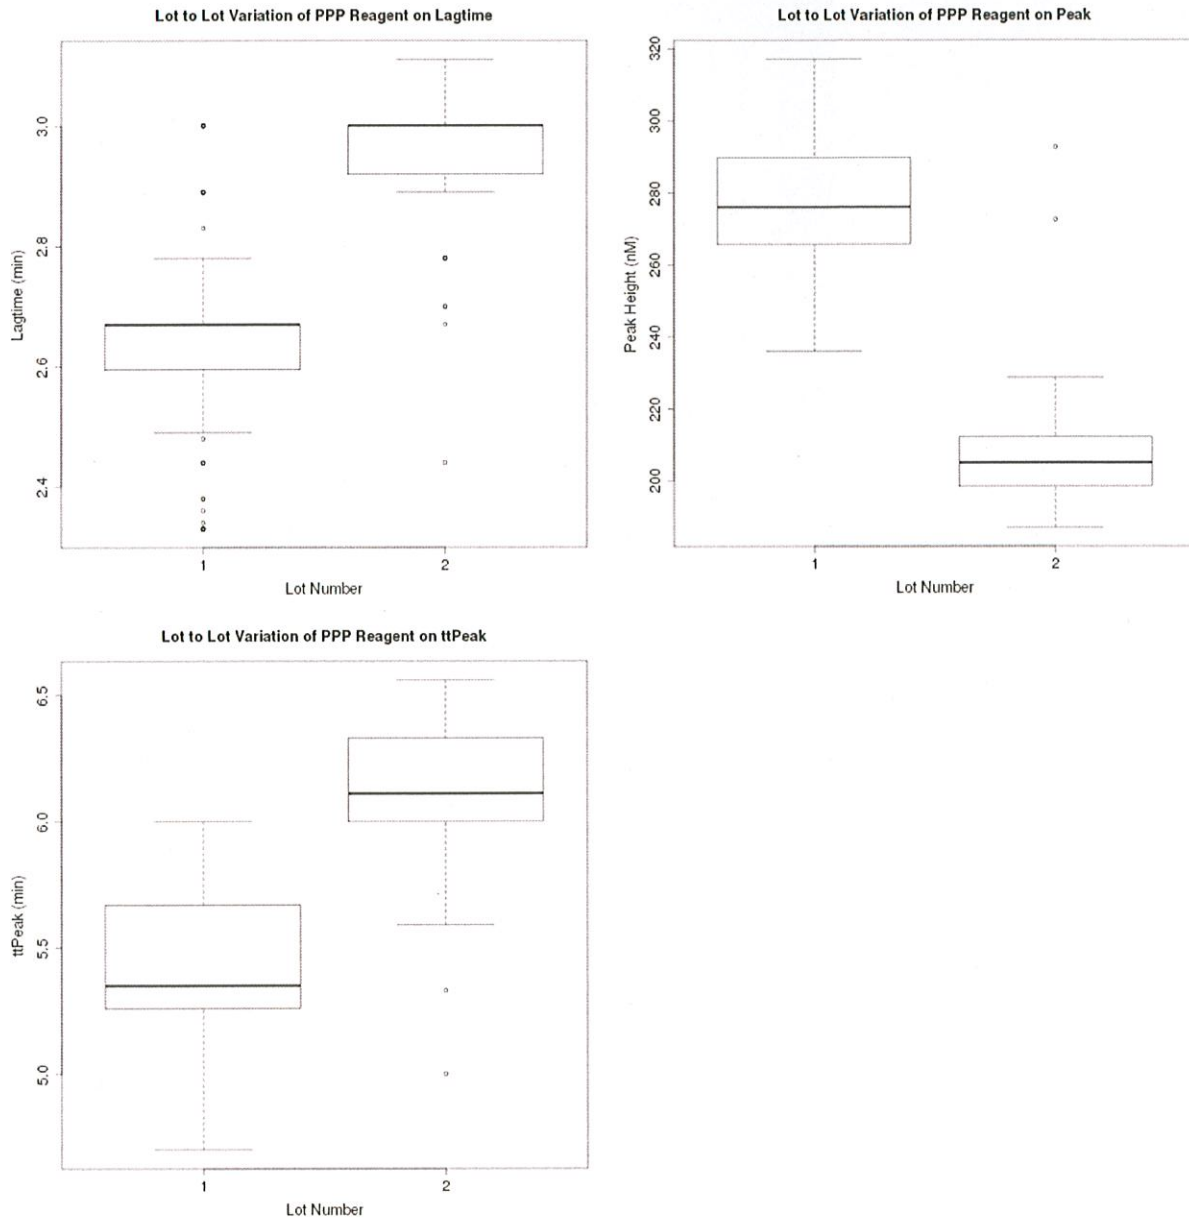 Lot to Lot Variation of PPP Reagent on Lagtime
Lagtime (min)
3.0
2.8
2.6
2.4
1
2
Lot Number
Lot to Lot Variation of PPP Reagent on Peak
Peak Height (nM)
320
300
280
260
240
220
200
1
2
Lot Number
Lot to Lot Variation of PPP Reagent on ttPeak
ttPeak (min)
6.5
6.0
5.5
5.0
1
2
Lot Number